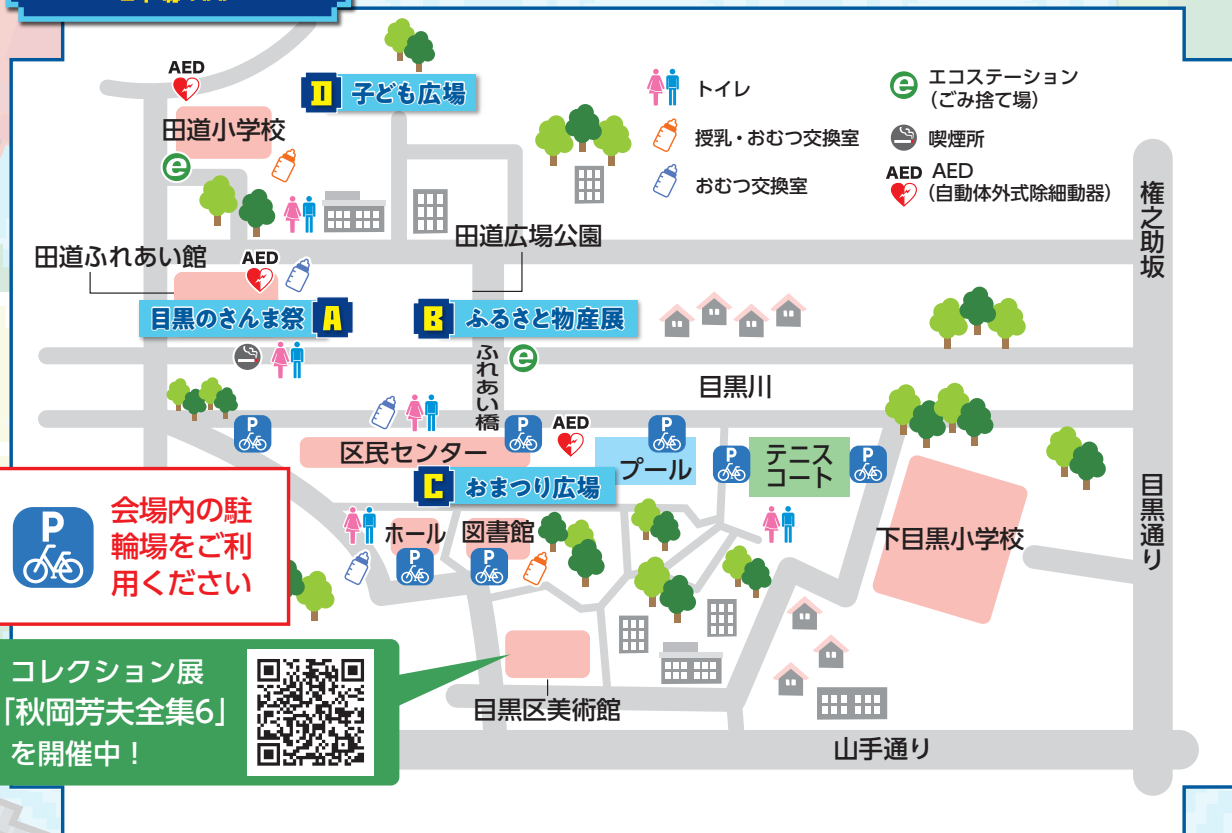 AED
田道小学校
D 子ども広場
トイレ
授乳・おむつ交換室
おむつ交換室
e エコステーション
(ごみ捨て場)
喫煙所
AED AED
(自動体外式除細動器)
e
権之助坂
田道ふれあい館
AED
田道広場公園
目黒のさんま祭 A
B ふるさと物産展
ふれあい橋
e
目黒川
P
P
AED
P
P
P
区民センター
プール
テニス
コート
C おまつり広場
目黒通り
P
会場内の駐
輪場をご利
用ください
ホール
P
図書館
P
下目黒小学校
コレクション展
「秋岡芳夫全集6」
を開催中！
目黒区美術館
山手通り